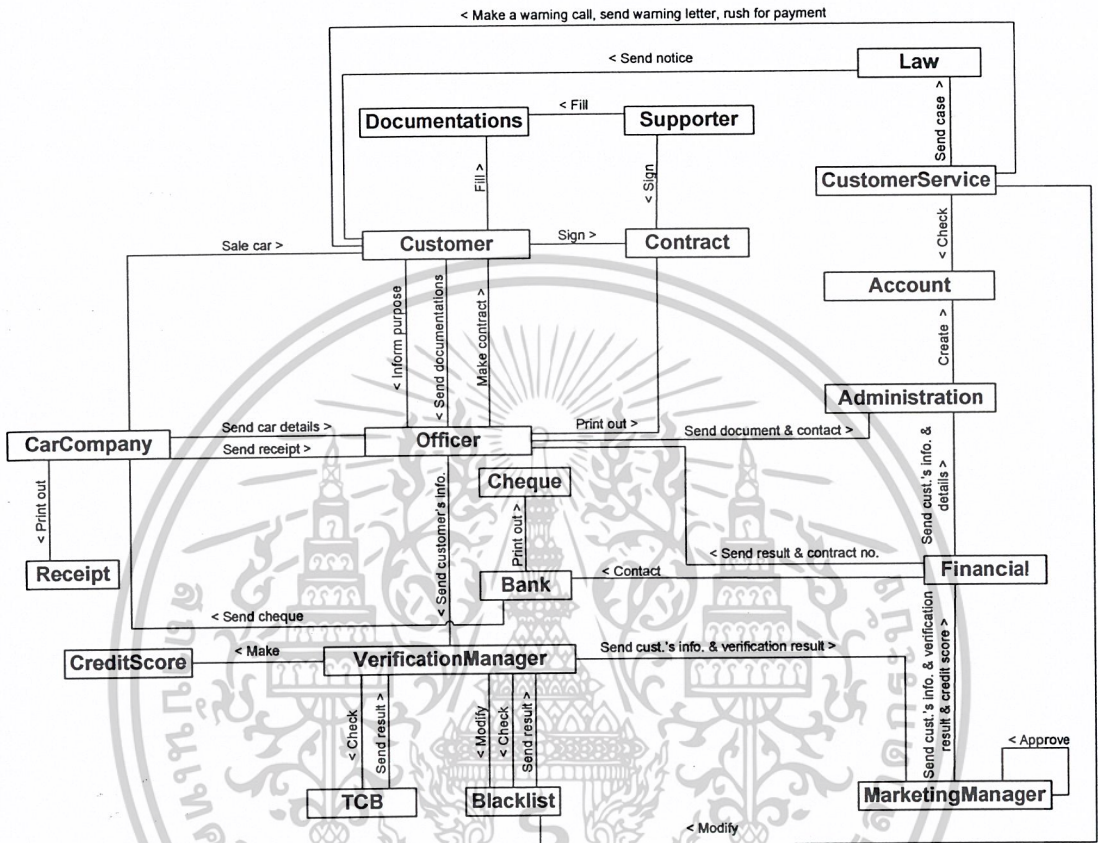 < Make a warning call, send warning letter, rush for payment
< Send notice
Law
Send case >
Documentations
< Fill
Supporter
CustomerService
Fill >
< Sign
< Check
Sale car >
Customer
Sign >
Contract
Account
< Inform purpose
< Send documentations
Make contract >
Create >
Administration
CarCompany
Send car details >
Send receipt >
Officer
Print out >
Send document & contact >
< Print out
Cheque
Send cust.'s info. &
details >
< Send customer's info.
Print out >
< Send result & contract no.
Receipt
Bank
< Contact
Financial
< Send cheque
CreditScore
< Make
VerificationManager
Send cust.'s info. & verification result >
Send cust.'s info. & verification
result & credit score >
< Check
Send result >
< Modify
< Check
Send result >
< Approve
TCB
Blacklist
MarketingManager
< Modify